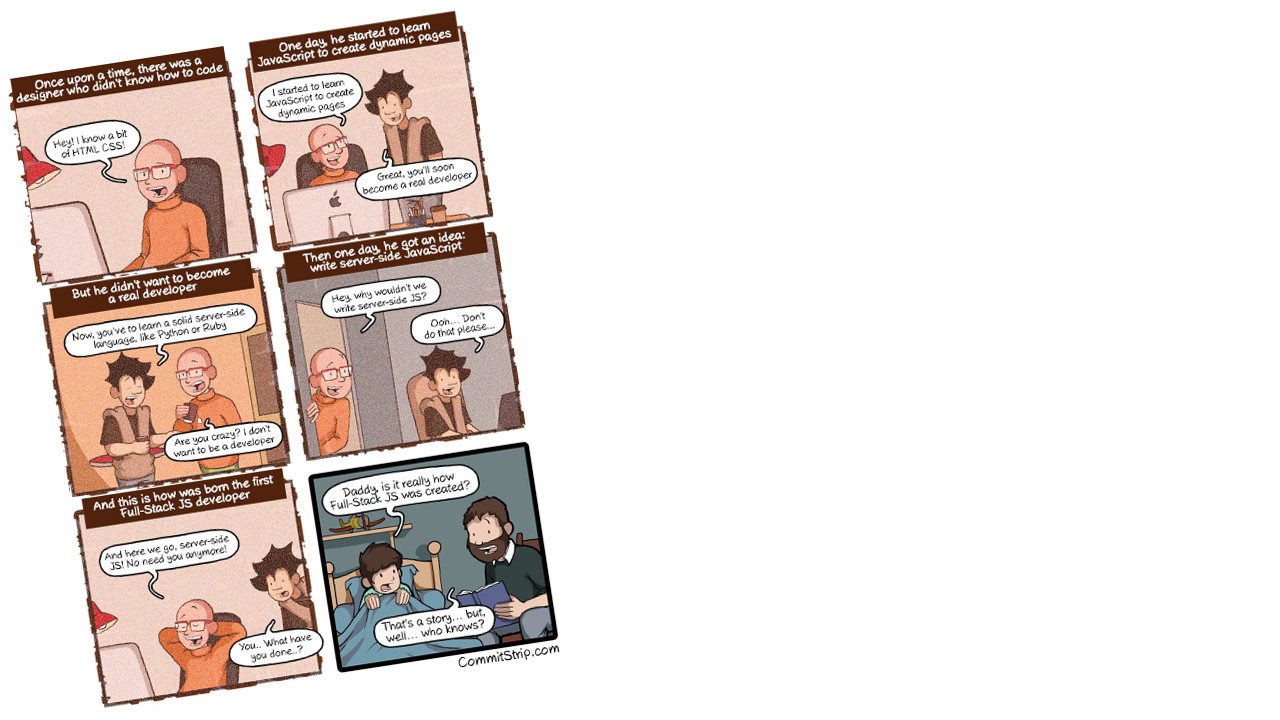 Once upon a time, there was a
designer who didn't know how to code
Hey! I know a bit
of HTML CSS!
One day, he started to learn
JavaScript to create dynamic pages
I started to learn
JavaScript to create
dynamic pages
Great, you'll soon
become a real developer
But he didn't want to become
a real developer
Now, you've to learn a solid server-side
language, like Python or Ruby
Are you crazy? I don't
want to be a developer
Then one day, he got an idea:
write server-side JavaScript
Hey, why wouldn't we
write server-side JS?
Ooh... Don't
do that please...
And this is how was born the first
Full-Stack JS developer
And here we go, server-side
JS! No need you anymore!
You.. What have
you done..?
Daddy, is it really how
Full-Stack JS was created?
That's a story... but,
well... who knows?
CommitStrip.com